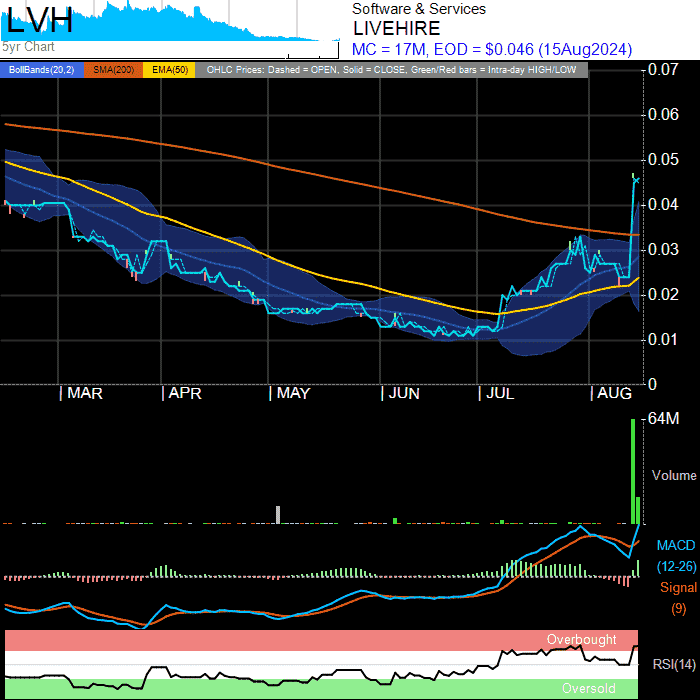 LVH
5yr Chart
Software & Services
LIVEHIRE
MC = 17M, EOD = $0.046 (15Aug2024)
BollBands(20,2) SMA(200) EMA(50) OHLC Prices: Dashed = OPEN, Solid = CLOSE, Green/Red bars = Intra-day HIGH/LOW
0.07
0.06
0.05
0.04
0.03
0.02
0.01
0
MAR APR MAY JUN JUL AUG
64M
Volume
MACD
(12-26)
Signal
(9)
Overbought
RSI(14)
Oversold